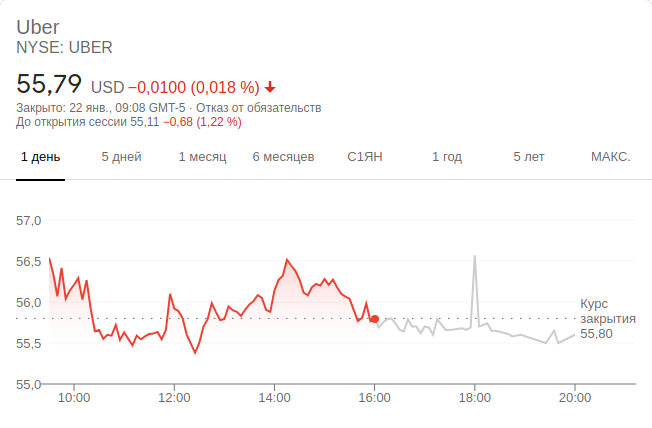 Uber
NYSE: UBER
55,79 USD −0,0100 (0,018 %)
Закрыто: 22 янв., 09:08 GMT-5 · Отказ от обязательств
До открытия сессии 55,11 −0,68 (1,22 %)
1 день 5 дней 1 месяц 6 месяцев С1ЯН 1 год 5 лет МАКС.
57,0
56,5
56,0
55,5
55,0
Курс
закрытия
55,80
10:00 12:00 14:00 16:00 18:00 20:00